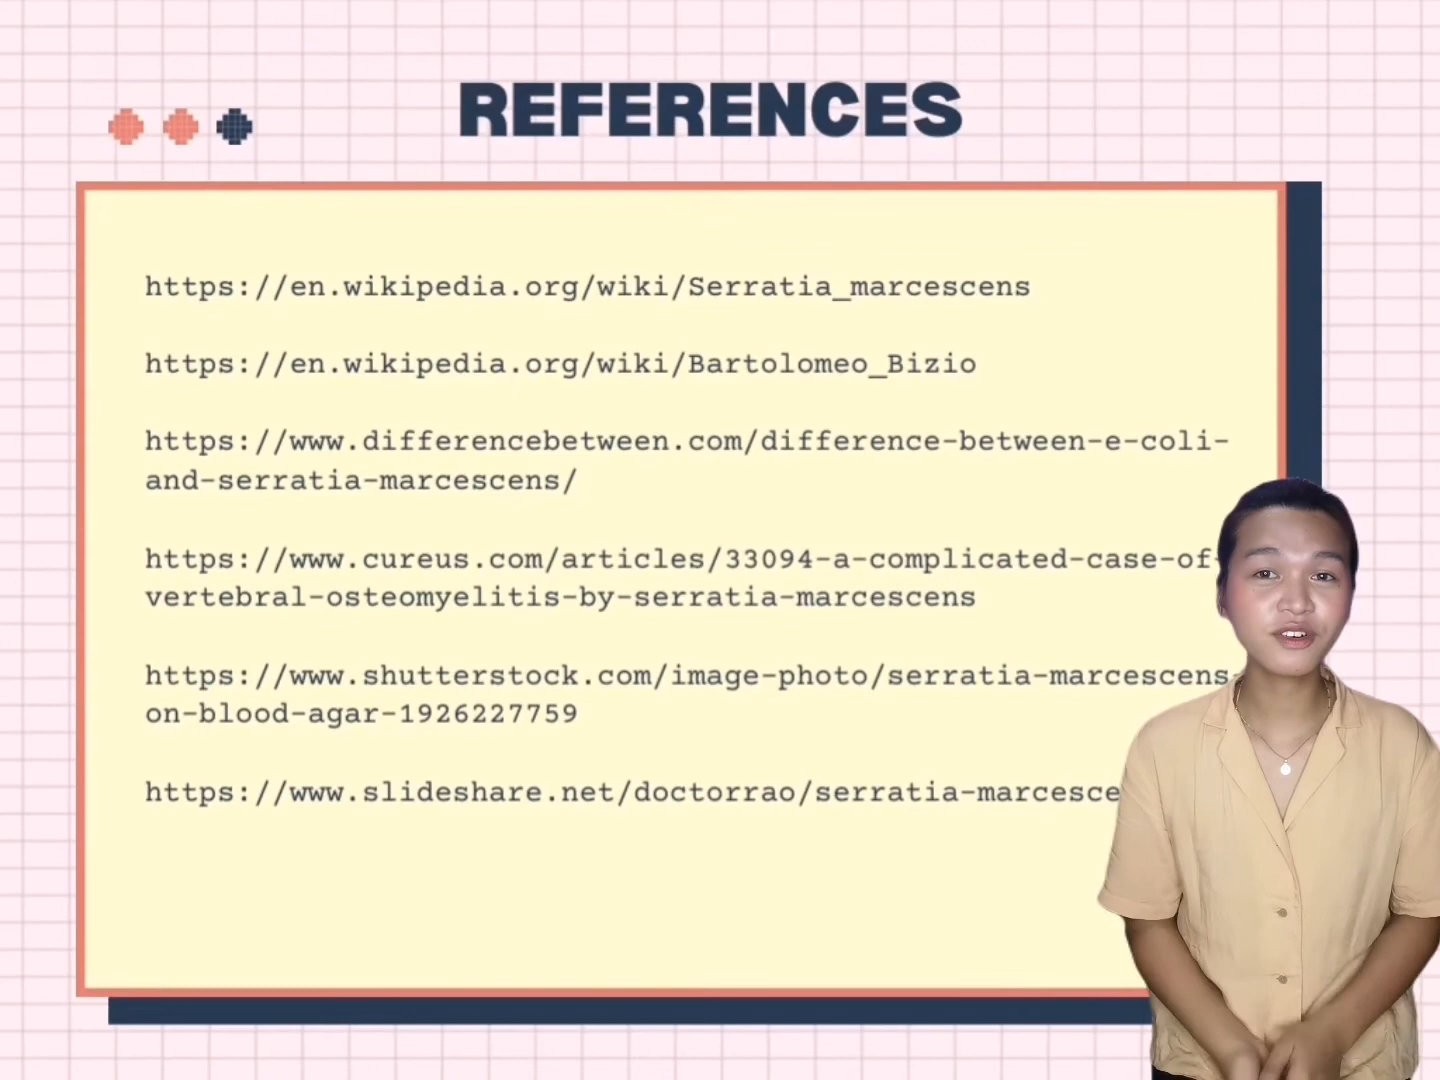 REFERENCES
https://en.wikipedia.org/wiki/Serratia_marcescens
https://en.wikipedia.org/wiki/Bartolomeo_Bizio
https://www.differencebetween.com/difference-between-e-coli-
and-serratia-marcescens/
https://www.cureus.com/articles/33094-a-complicated-case-of-
vertebral-osteomyelitis-by-serratia-marcescens
https://www.shutterstock.com/image-photo/serratia-marcescens-
on-blood-agar-1926227759
https://www.slideshare.net/doctorrao/serratia-marcesce